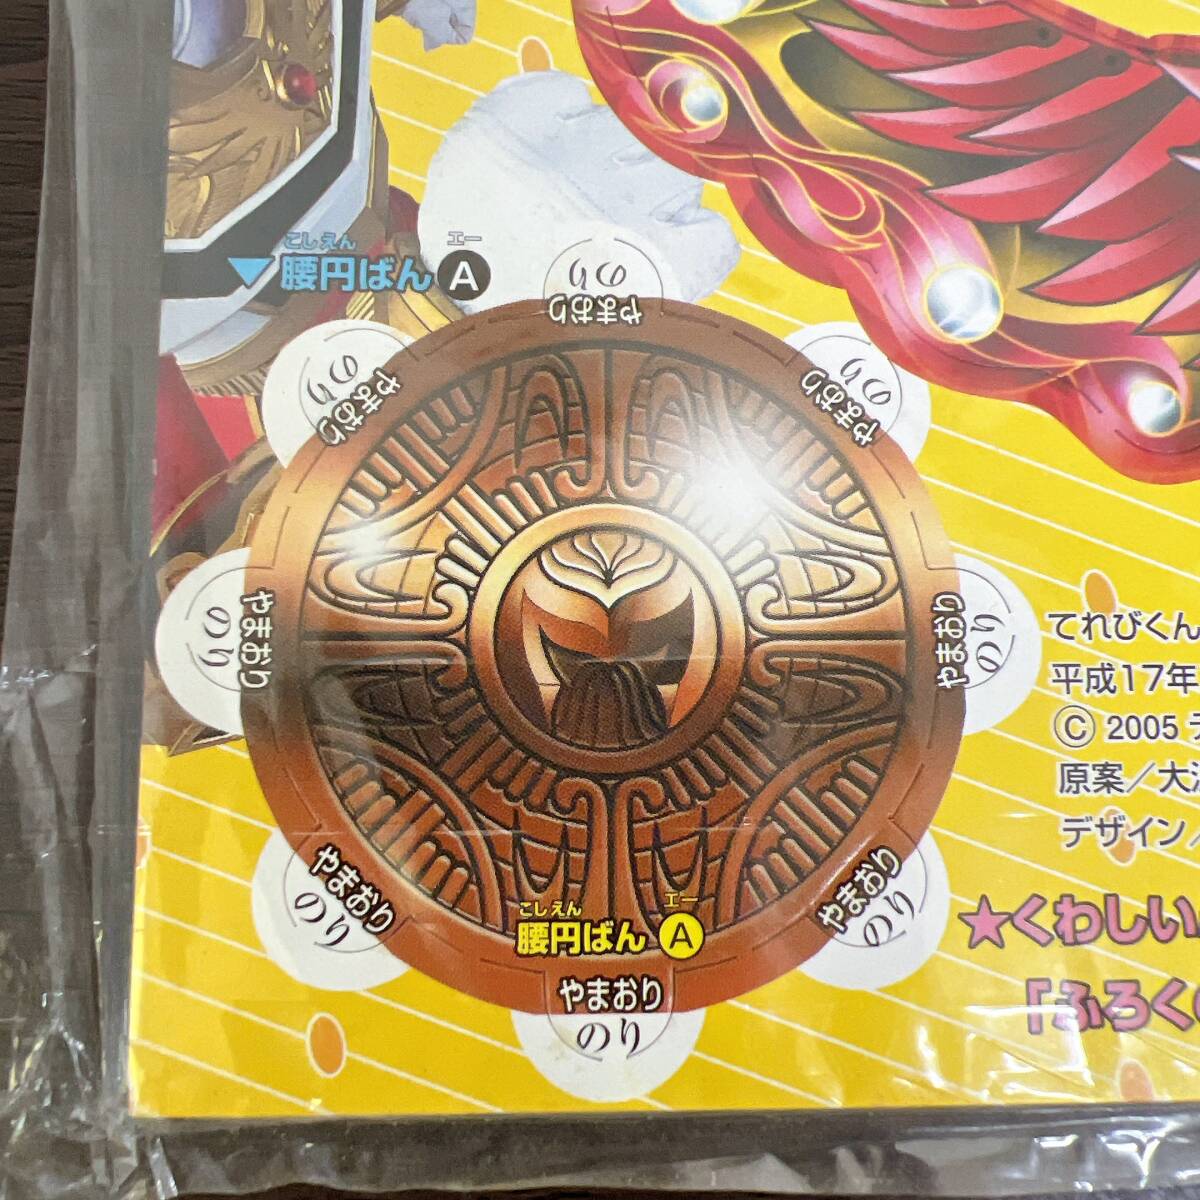 こしえん エー
▼腰円ばんA
のり
やまおり
のり
やまおり
のり
やまおり
やまおり
のり
やまおり
のり
やまおり
のり
やまおり
のり
こしえん エー
腰円ばん A
やまおり
のり
てれびくん
平成17年
© 2005
原案／大
デザイン／
★くわしい
「ふろく